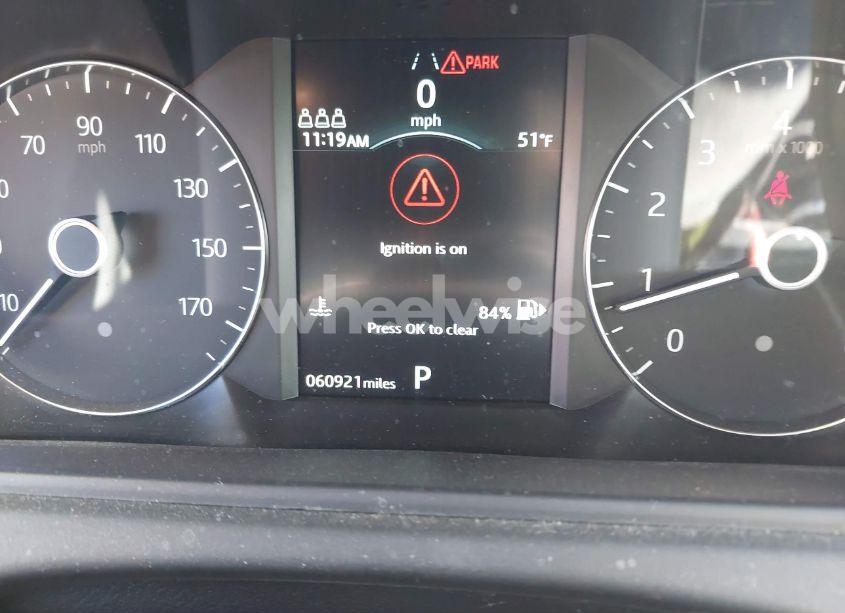 PARK
0
mph
11:19AM 51°F
Ignition is on
84%
Press OK to clear
060921miles P
10
70
90
mph
110
130
150
170
0
1
2
3
4
x 1000
wheelwise